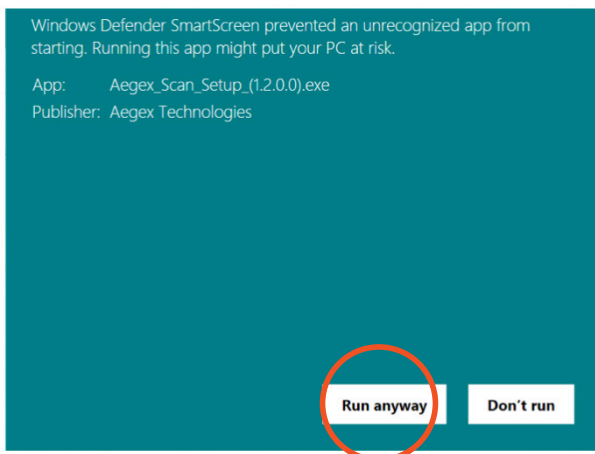 Windows Defender SmartScreen prevented an unrecognized app from
starting. Running this app might put your PC at risk.
App: Aegex_Scan_Setup_(1.2.0.0).exe
Publisher: Aegex Technologies
Run anyway Don't run